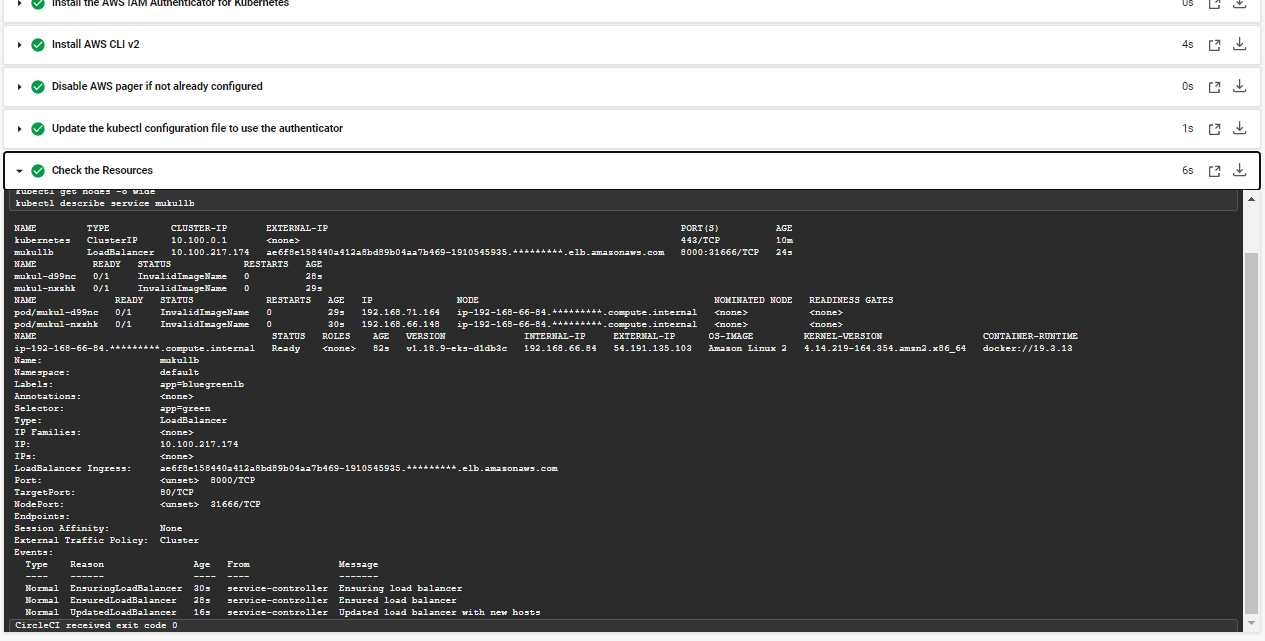 Install the AWS IAM Authenticator for Kubernetes 0s
Install AWS CLI v2 4s
Disable AWS pager if not already configured 0s
Update the kubectl configuration file to use the authenticator 1s
Check the Resources 6s
kubectl get nodes -o wide
kubectl describe service mukullb
NAME TYPE CLUSTER-IP EXTERNAL-IP PORT(S) AGE
kubernetes ClusterIP 10.100.0.1 <none> 443/TCP 10m
mukullb LoadBalancer 10.100.217.174 ae6f8e158440a412a8bd89b04aa7b469-1910545935.*********.elb.amazonaws.com 8000:31666/TCP 24s
NAME READY STATUS RESTARTS AGE
mukul-d99nc 0/1 InvalidImageName 0 28s
mukul-nxzhk 0/1 InvalidImageName 0 29s
NAME READY STATUS RESTARTS AGE IP NODE NOMINATED NODE READINESS GATES
pod/mukul-d99nc 0/1 InvalidImageName 0 29s 192.168.71.164 ip-192-168-66-84.*********.compute.internal <none> <none>
pod/mukul-nxzhk 0/1 InvalidImageName 0 30s 192.168.66.148 ip-192-168-66-84.*********.compute.internal <none> <none>
NAME STATUS ROLES AGE VERSION INTERNAL-IP EXTERNAL-IP OS-IMAGE KERNEL-VERSION CONTAINER-RUNTIME
ip-192-168-66-84.*********.compute.internal Ready <none> 82s v1.18.9-eks-d1db3c 192.168.66.84 54.191.135.103 Amazon Linux 2 4.14.219-164.354.amzn2.x86_64 docker://19.3.13
Name: mukullb
Namespace: default
Labels: app=bluegreenlb
Annotations: <none>
Selector: app=green
Type: LoadBalancer
IP Families: <none>
IP: 10.100.217.174
IPs: <none>
LoadBalancer Ingress: ae6f8e158440a412a8bd89b04aa7b469-1910545935.*********.elb.amazonaws.com
Port: <unset> 8000/TCP
TargetPort: 80/TCP
NodePort: <unset> 31666/TCP
Endpoints:
Session Affinity: None
External Traffic Policy: Cluster
Events:
Type Reason Age From Message
---- ------ ---- ---- -------
Normal EnsuringLoadBalancer 30s service-controller Ensuring load balancer
Normal EnsuredLoadBalancer 28s service-controller Ensured load balancer
Normal UpdatedLoadBalancer 16s service-controller Updated load balancer with new hosts
CircleCI received exit code 0